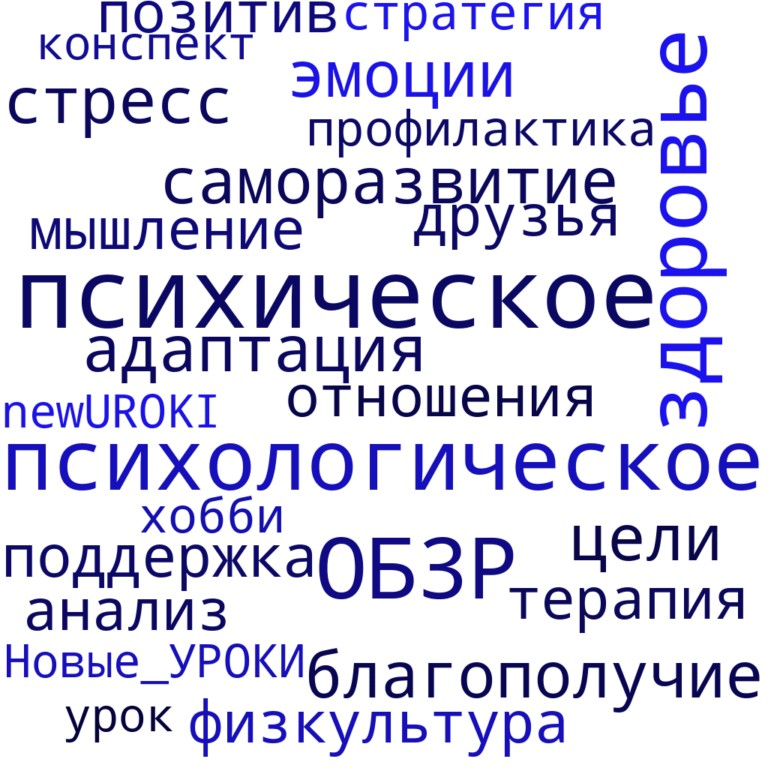 позитив
стратегия
конспект
эмоции
стресс
профилактика
здоровье
саморазвитие
друзья
мышление
психическое
адаптация
отношения
newUROKI
психологическое
хобби
ОБЗР
цели
поддержка
терапия
анализ
Новые_УРОКИ
благополучие
урок
физкультура